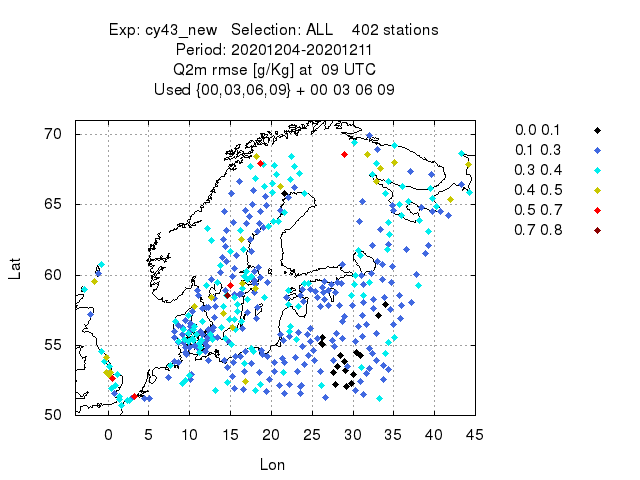 Exp: cy43_new   Selection: ALL    402 stations
Period: 20201204-20201211
Q2m rmse [g/Kg] at  09 UTC
Used {00,03,06,09} + 00 03 06 09
70
65
60
55
50
Lat
0 5 10 15 20 25 30 35 40 45
Lon
0.0 0.1
0.1 0.3
0.3 0.4
0.4 0.5
0.5 0.7
0.7 0.8